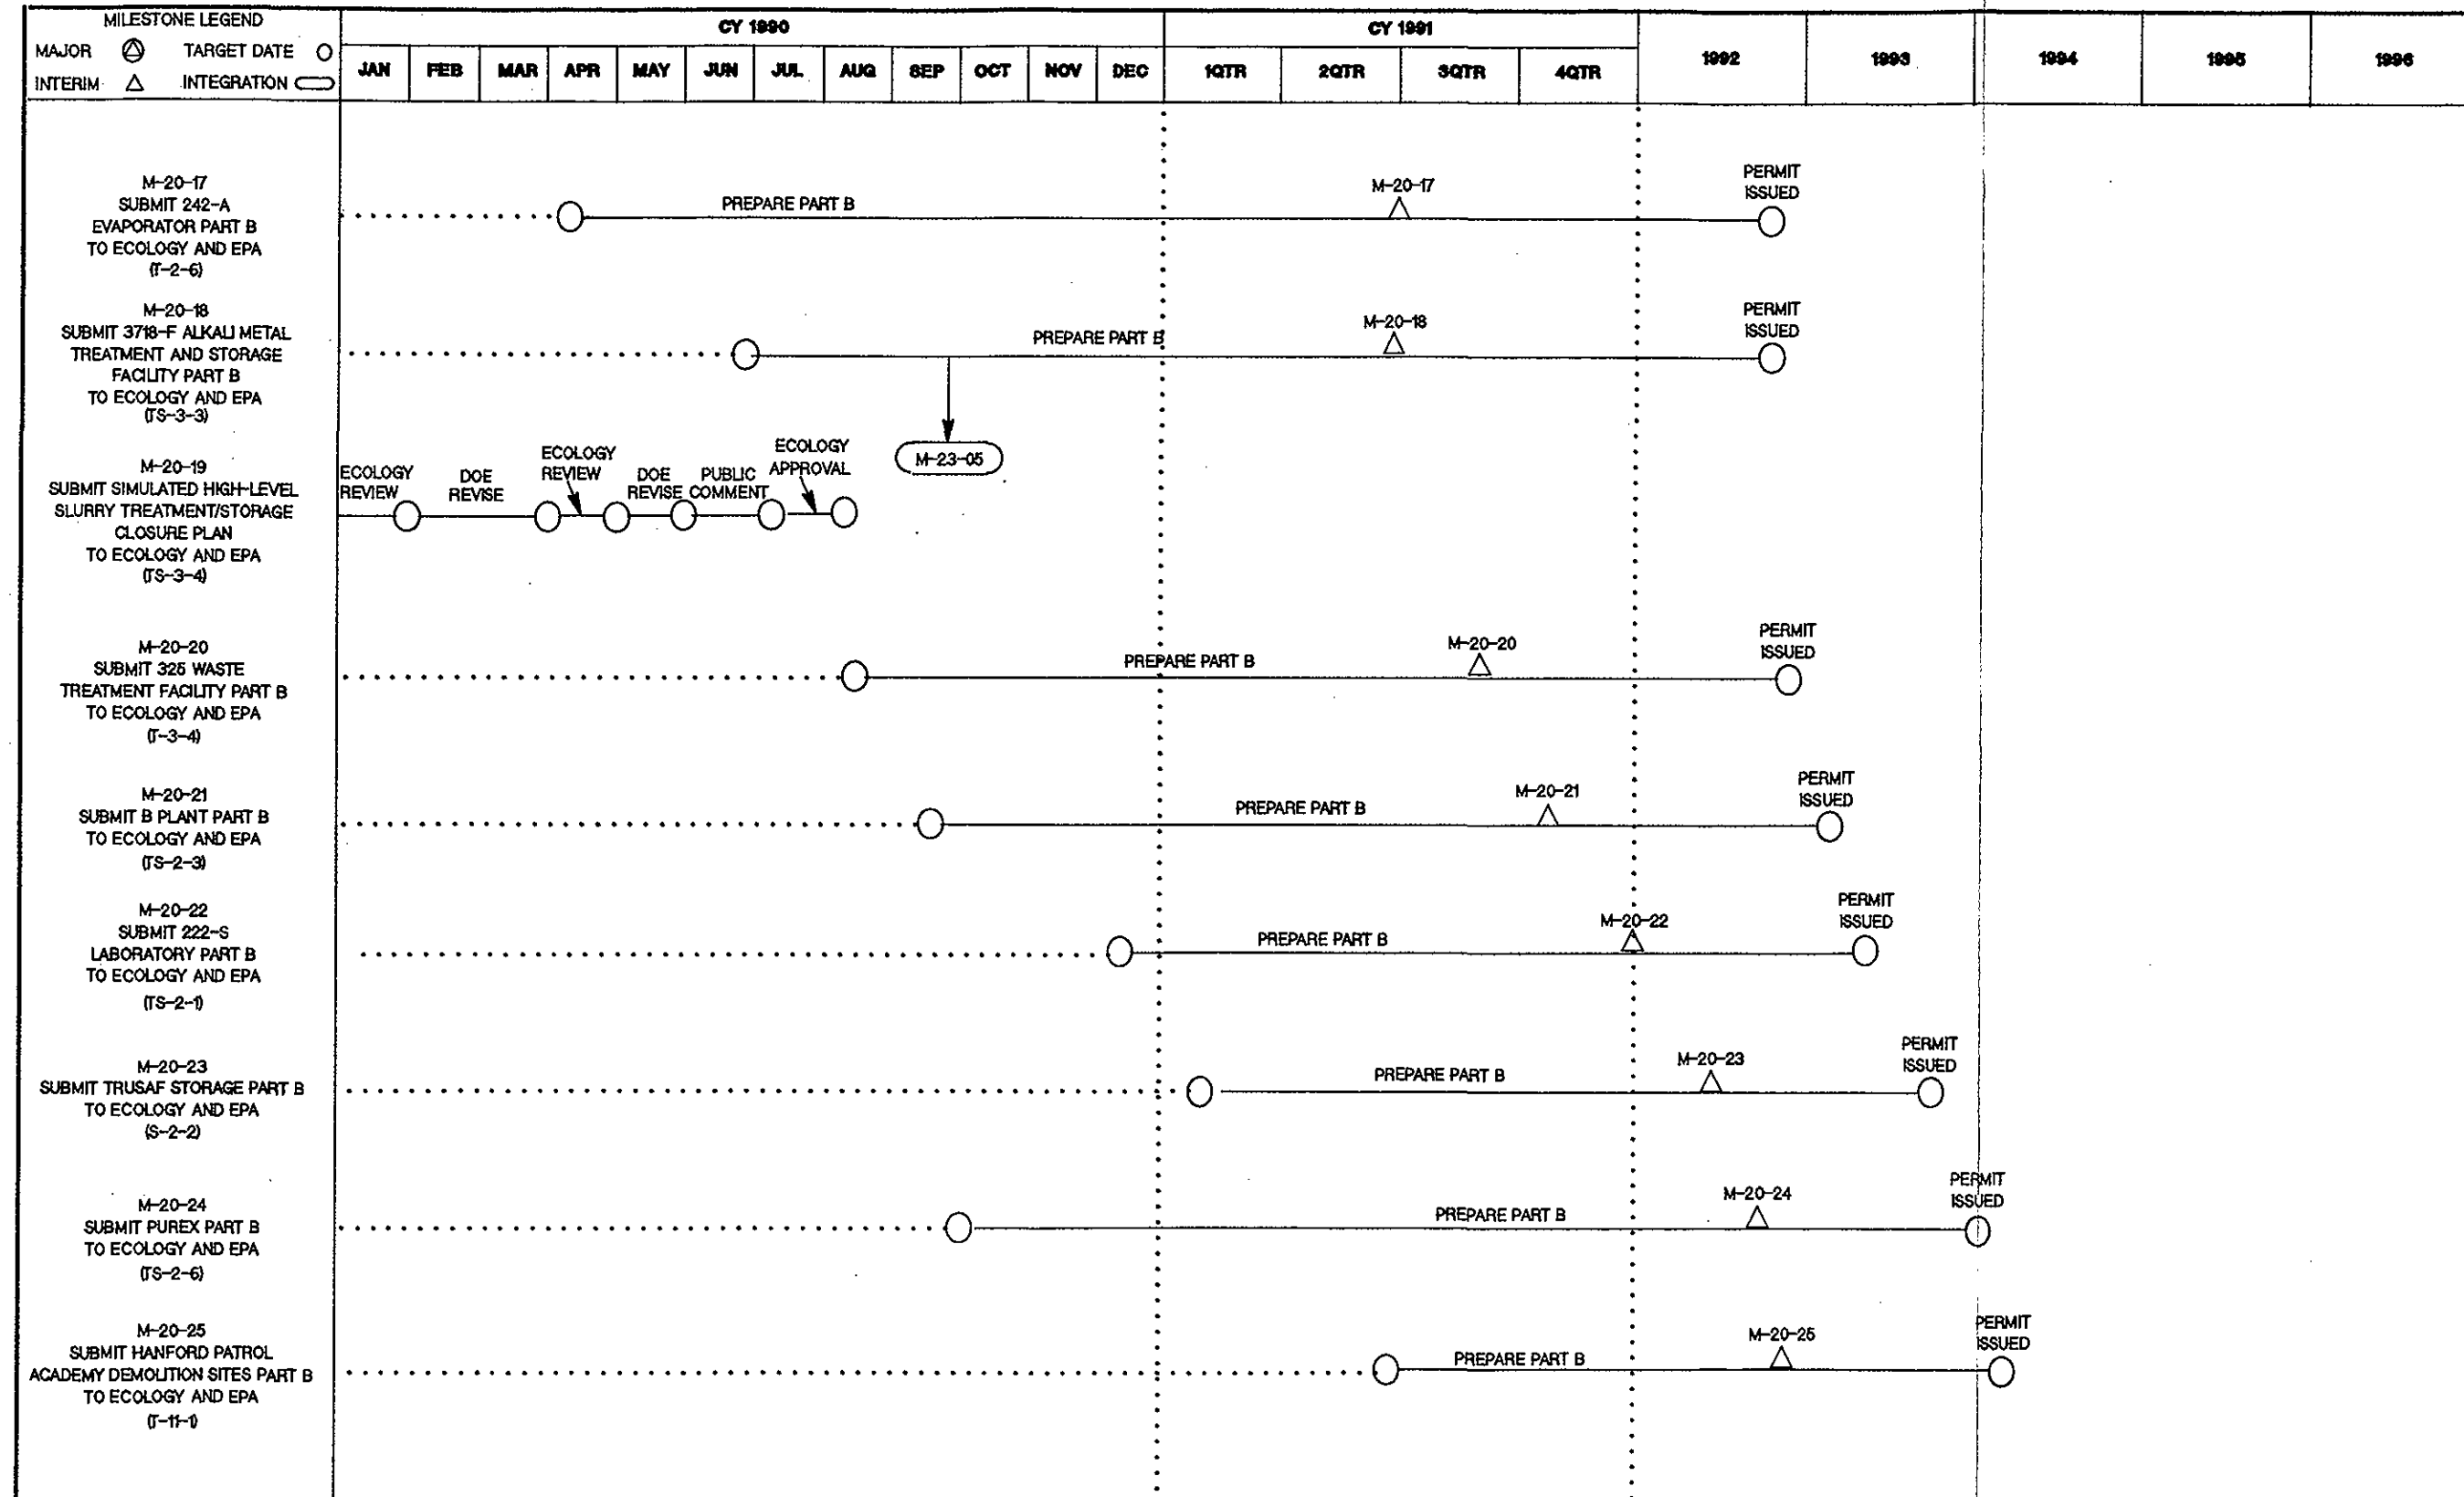 MILESTONE LEGEND
MAJOR TARGET DATE
INTERIM INTEGRATION
CY 1990
CY 1991
1992
1993
1994
1995
1996
JAN FEB MAR APR MAY JUN JUL AUG SEP OCT NOV DEC 1QTR 2QTR 3QTR 4QTR
M-20-17
SUBMIT 242-A
EVAPORATOR PART B
TO ECOLOGY AND EPA
(T-2-6)
PREPARE PART B
M-20-17
PERMIT
ISSUED
M-20-18
SUBMIT 3718-F ALKALI METAL
TREATMENT AND STORAGE
FACILITY PART B
TO ECOLOGY AND EPA
(TS-3-3)
PREPARE PART B
M-20-18
PERMIT
ISSUED
M-23-05
M-20-19
SUBMIT SIMULATED HIGH-LEVEL
SLURRY TREATMENT/STORAGE
CLOSURE PLAN
TO ECOLOGY AND EPA
(TS-3-4)
ECOLOGY
REVIEW
DOE
REVISE
ECOLOGY
REVIEW
DOE
REVISE
PUBLIC
COMMENT
ECOLOGY
APPROVAL
M-20-20
SUBMIT 325 WASTE
TREATMENT FACILITY PART B
TO ECOLOGY AND EPA
(T-3-4)
PREPARE PART B
M-20-20
PERMIT
ISSUED
M-20-21
SUBMIT B PLANT PART B
TO ECOLOGY AND EPA
(TS-2-3)
PREPARE PART B
M-20-21
PERMIT
ISSUED
M-20-22
SUBMIT 222-S
LABORATORY PART B
TO ECOLOGY AND EPA
(TS-2-1)
PREPARE PART B
M-20-22
PERMIT
ISSUED
M-20-23
SUBMIT TRUSAF STORAGE PART B
TO ECOLOGY AND EPA
(S-2-2)
PREPARE PART B
M-20-23
PERMIT
ISSUED
M-20-24
SUBMIT PUREX PART B
TO ECOLOGY AND EPA
(TS-2-6)
PREPARE PART B
M-20-24
PERMIT
ISSUED
M-20-25
SUBMIT HANFORD PATROL
ACADEMY DEMOLITION SITES PART B
TO ECOLOGY AND EPA
(T-11-1)
PREPARE PART B
M-20-25
PERMIT
ISSUED